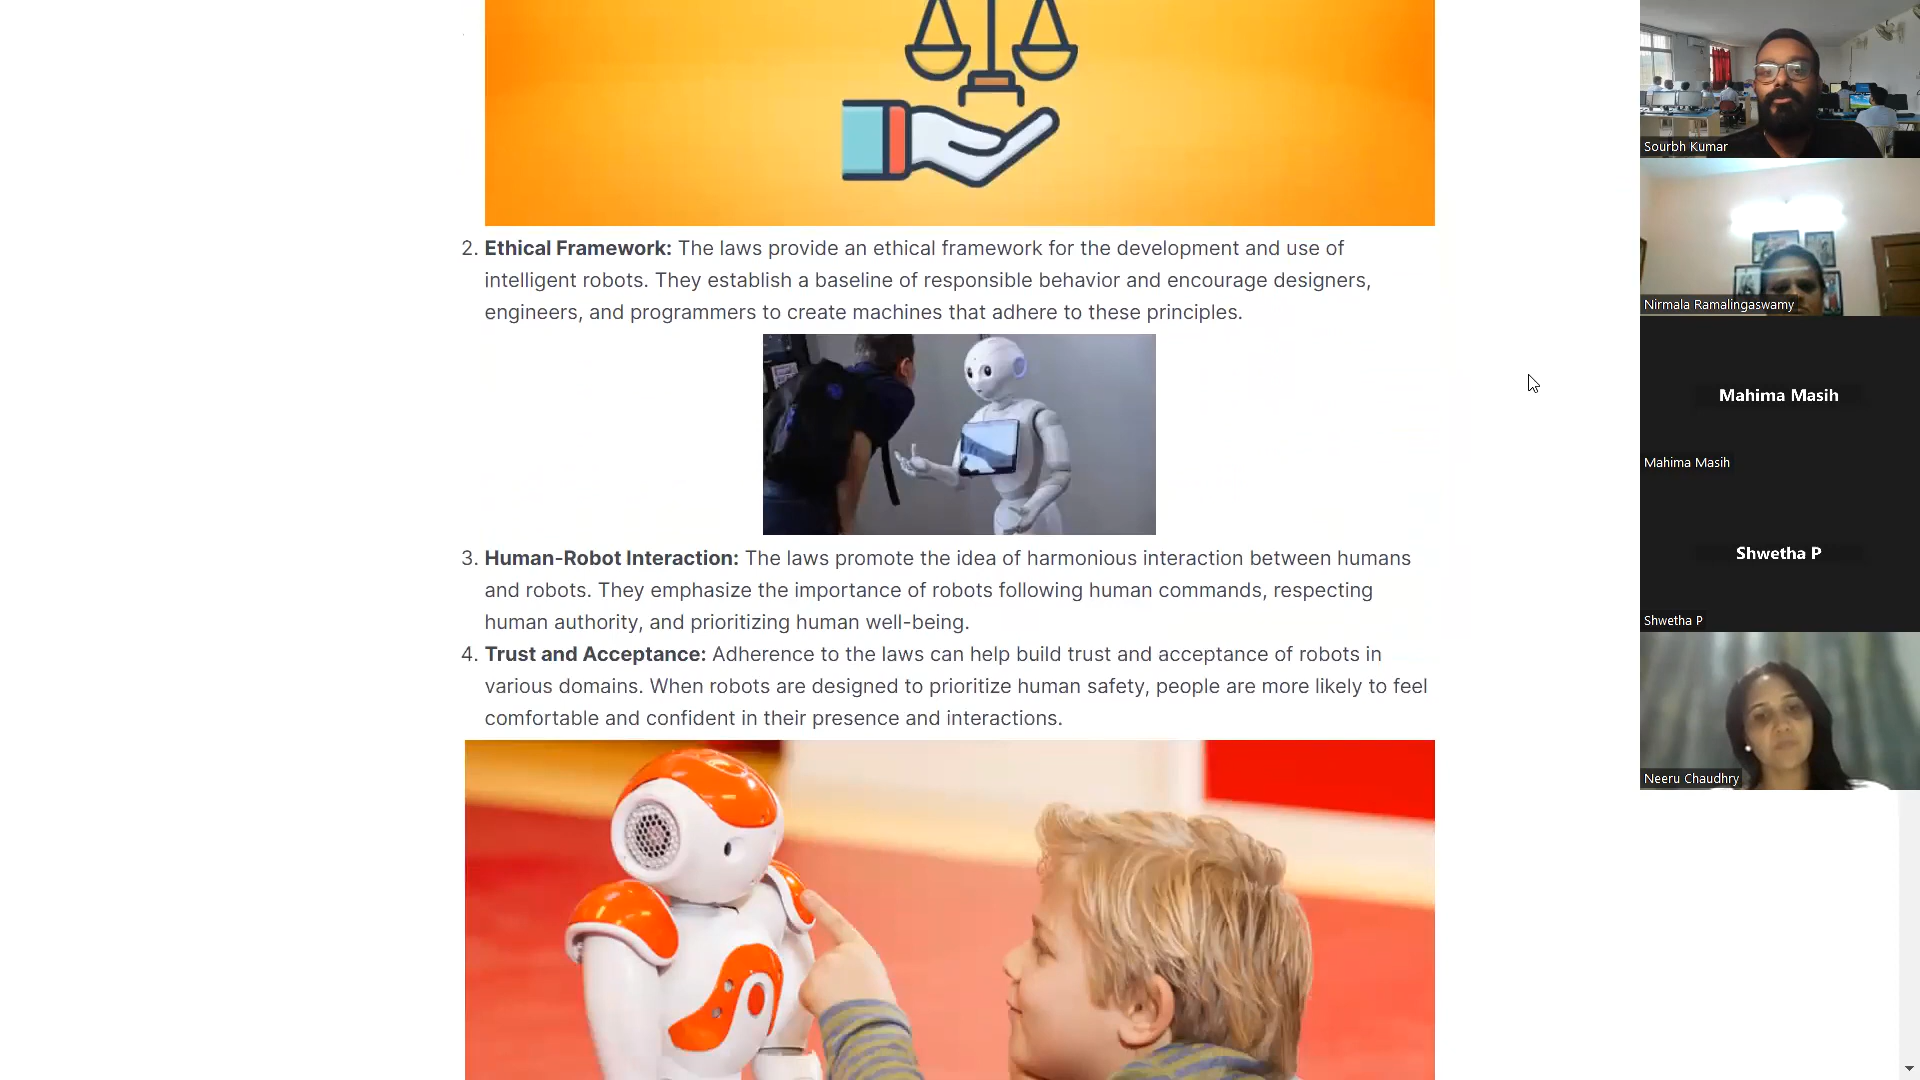 2. Ethical Framework: The laws provide an ethical framework for the development and use of
intelligent robots. They establish a baseline of responsible behavior and encourage designers,
engineers, and programmers to create machines that adhere to these principles.
3. Human-Robot Interaction: The laws promote the idea of harmonious interaction between humans
and robots. They emphasize the importance of robots following human commands, respecting
human authority, and prioritizing human well-being.
4. Trust and Acceptance: Adherence to the laws can help build trust and acceptance of robots in
various domains. When robots are designed to prioritize human safety, people are more likely to feel
comfortable and confident in their presence and interactions.
Sourbh Kumar
Nirmala Ramalingaswamy
Mahima Masih
Mahima Masih
Shwetha P
Shwetha P
Neeru Chaudhry